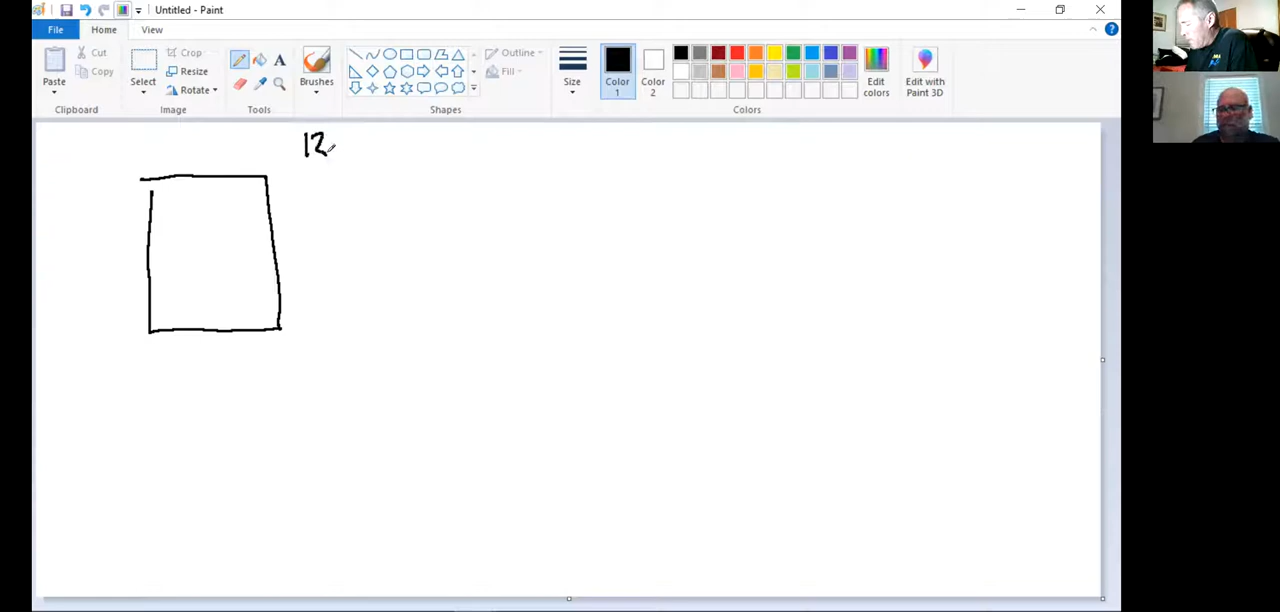 Untitled - Paint
File Home View
Paste
Cut
Copy
Clipboard
Select
Crop
Resize
Rotate
Image
A
Tools
Brushes
Outline
Fill
Shapes
Size
Color 1
Color 2
Edit colors
Colors
Edit with Paint 3D
12